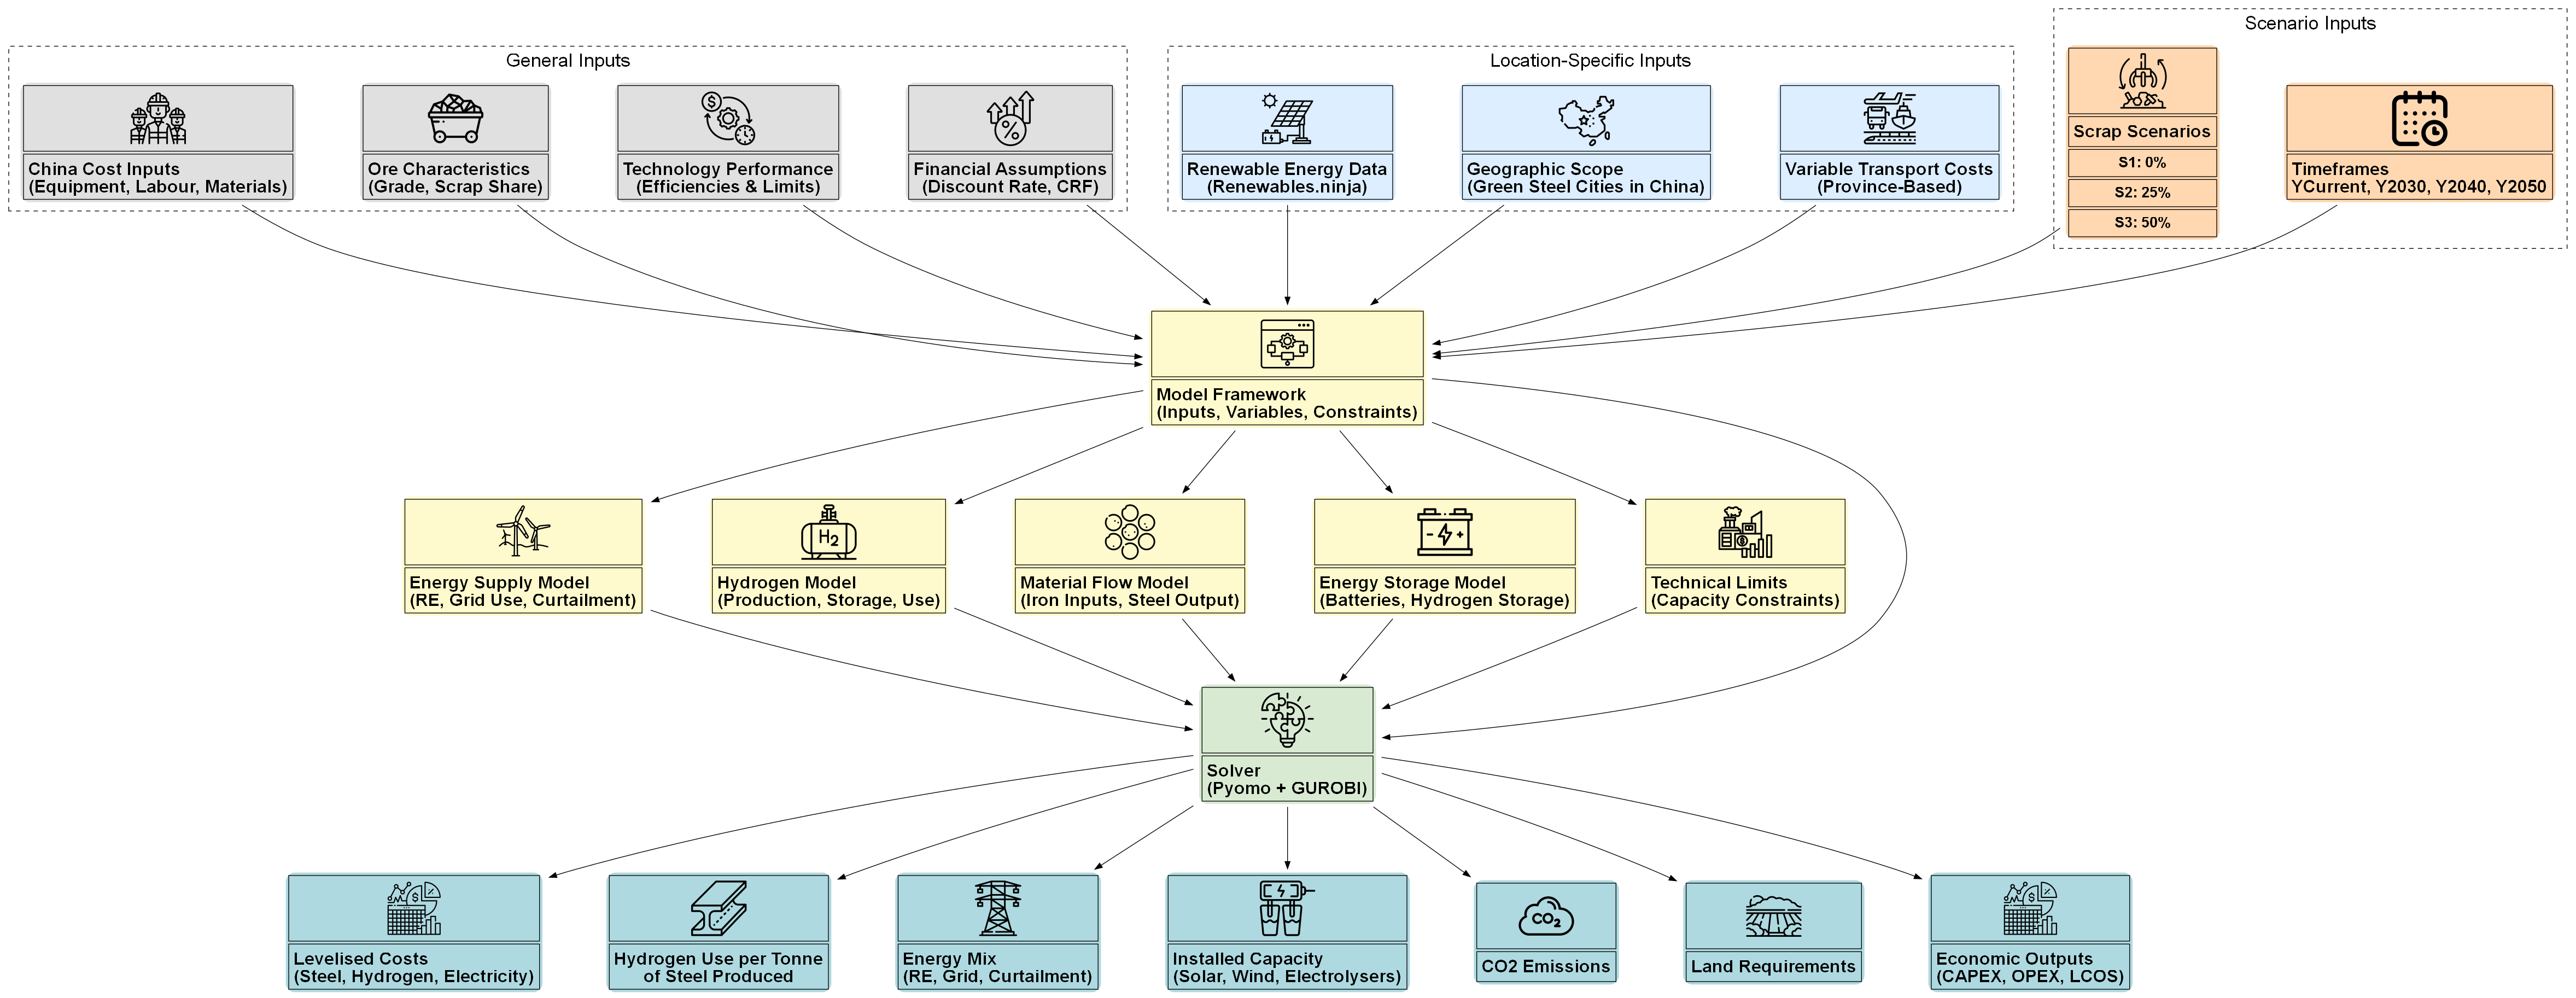 General Inputs
Location-Specific Inputs
Scenario Inputs
China Cost Inputs
(Equipment, Labour, Materials)
Ore Characteristics
(Grade, Scrap Share)
$
Technology Performance
(Efficiencies & Limits)
%
Financial Assumptions
(Discount Rate, CRF)
Renewable Energy Data
(Renewables.ninja)
Geographic Scope
(Green Steel Cities in China)
Variable Transport Costs
(Province-Based)
Scrap Scenarios
S1: 0%
S2: 25%
S3: 50%
Timeframes
YCurrent, Y2030, Y2040, Y2050
Model Framework
(Inputs, Variables, Constraints)
Energy Supply Model
(RE, Grid Use, Curtailment)
H2
Hydrogen Model
(Production, Storage, Use)
Material Flow Model
(Iron Inputs, Steel Output)
- +
Energy Storage Model
(Batteries, Hydrogen Storage)
Technical Limits
(Capacity Constraints)
Solver
(Pyomo + GUROBI)
$
Levelised Costs
(Steel, Hydrogen, Electricity)
Hydrogen Use per Tonne
of Steel Produced
Energy Mix
(RE, Grid, Curtailment)
Installed Capacity
(Solar, Wind, Electrolysers)
CO2
CO2 Emissions
Land Requirements
$
Economic Outputs
(CAPEX, OPEX, LCOS)